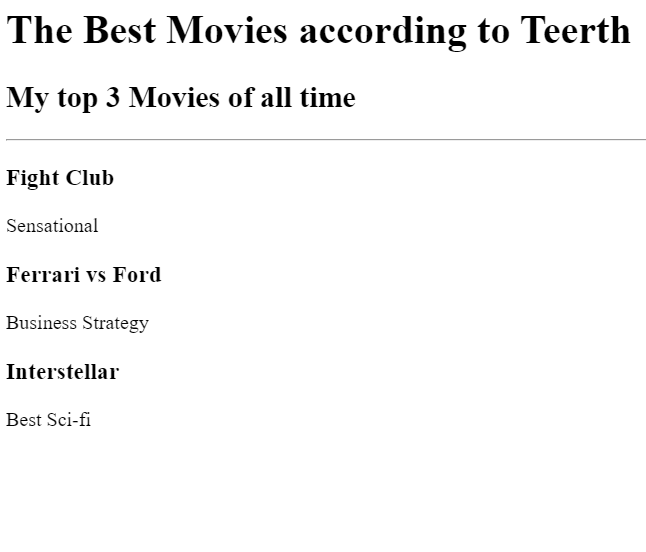 The Best Movies according to Teerth
My top 3 Movies of all time
Fight Club
Sensational
Ferrari vs Ford
Business Strategy
Interstellar
Best Sci-fi